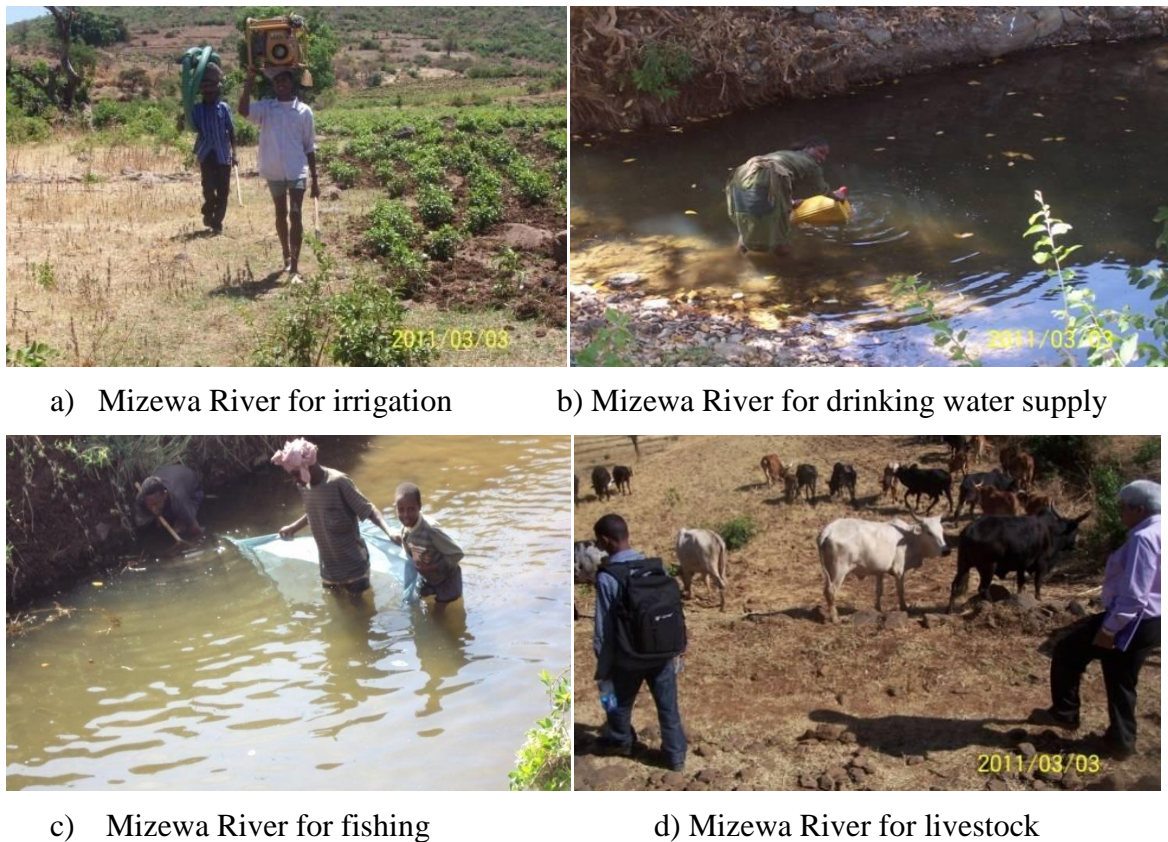 2011/03/03
2011/03/03
a) Mizewa River for irrigation
b) Mizewa River for drinking water supply
2011/03/03
c) Mizewa River for fishing
d) Mizewa River for livestock